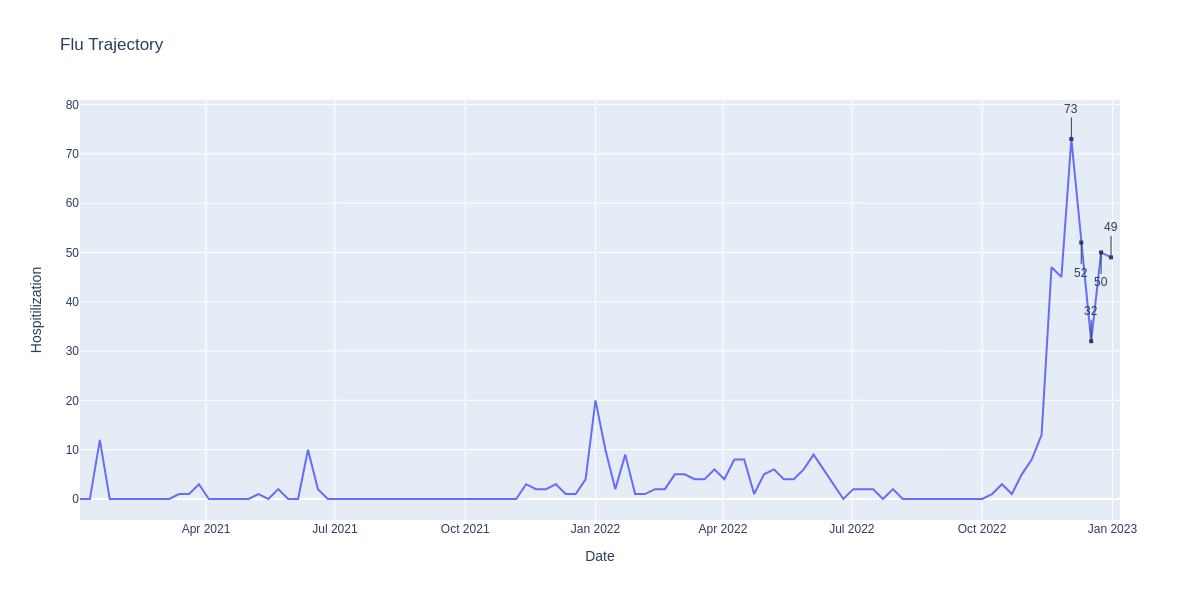 Flu Trajectory
80
70
60
50
40
30
20
10
0
Hospitilization
73
52
32
50
49
Apr 2021
Jul 2021
Oct 2021
Jan 2022
Apr 2022
Jul 2022
Oct 2022
Jan 2023
Date